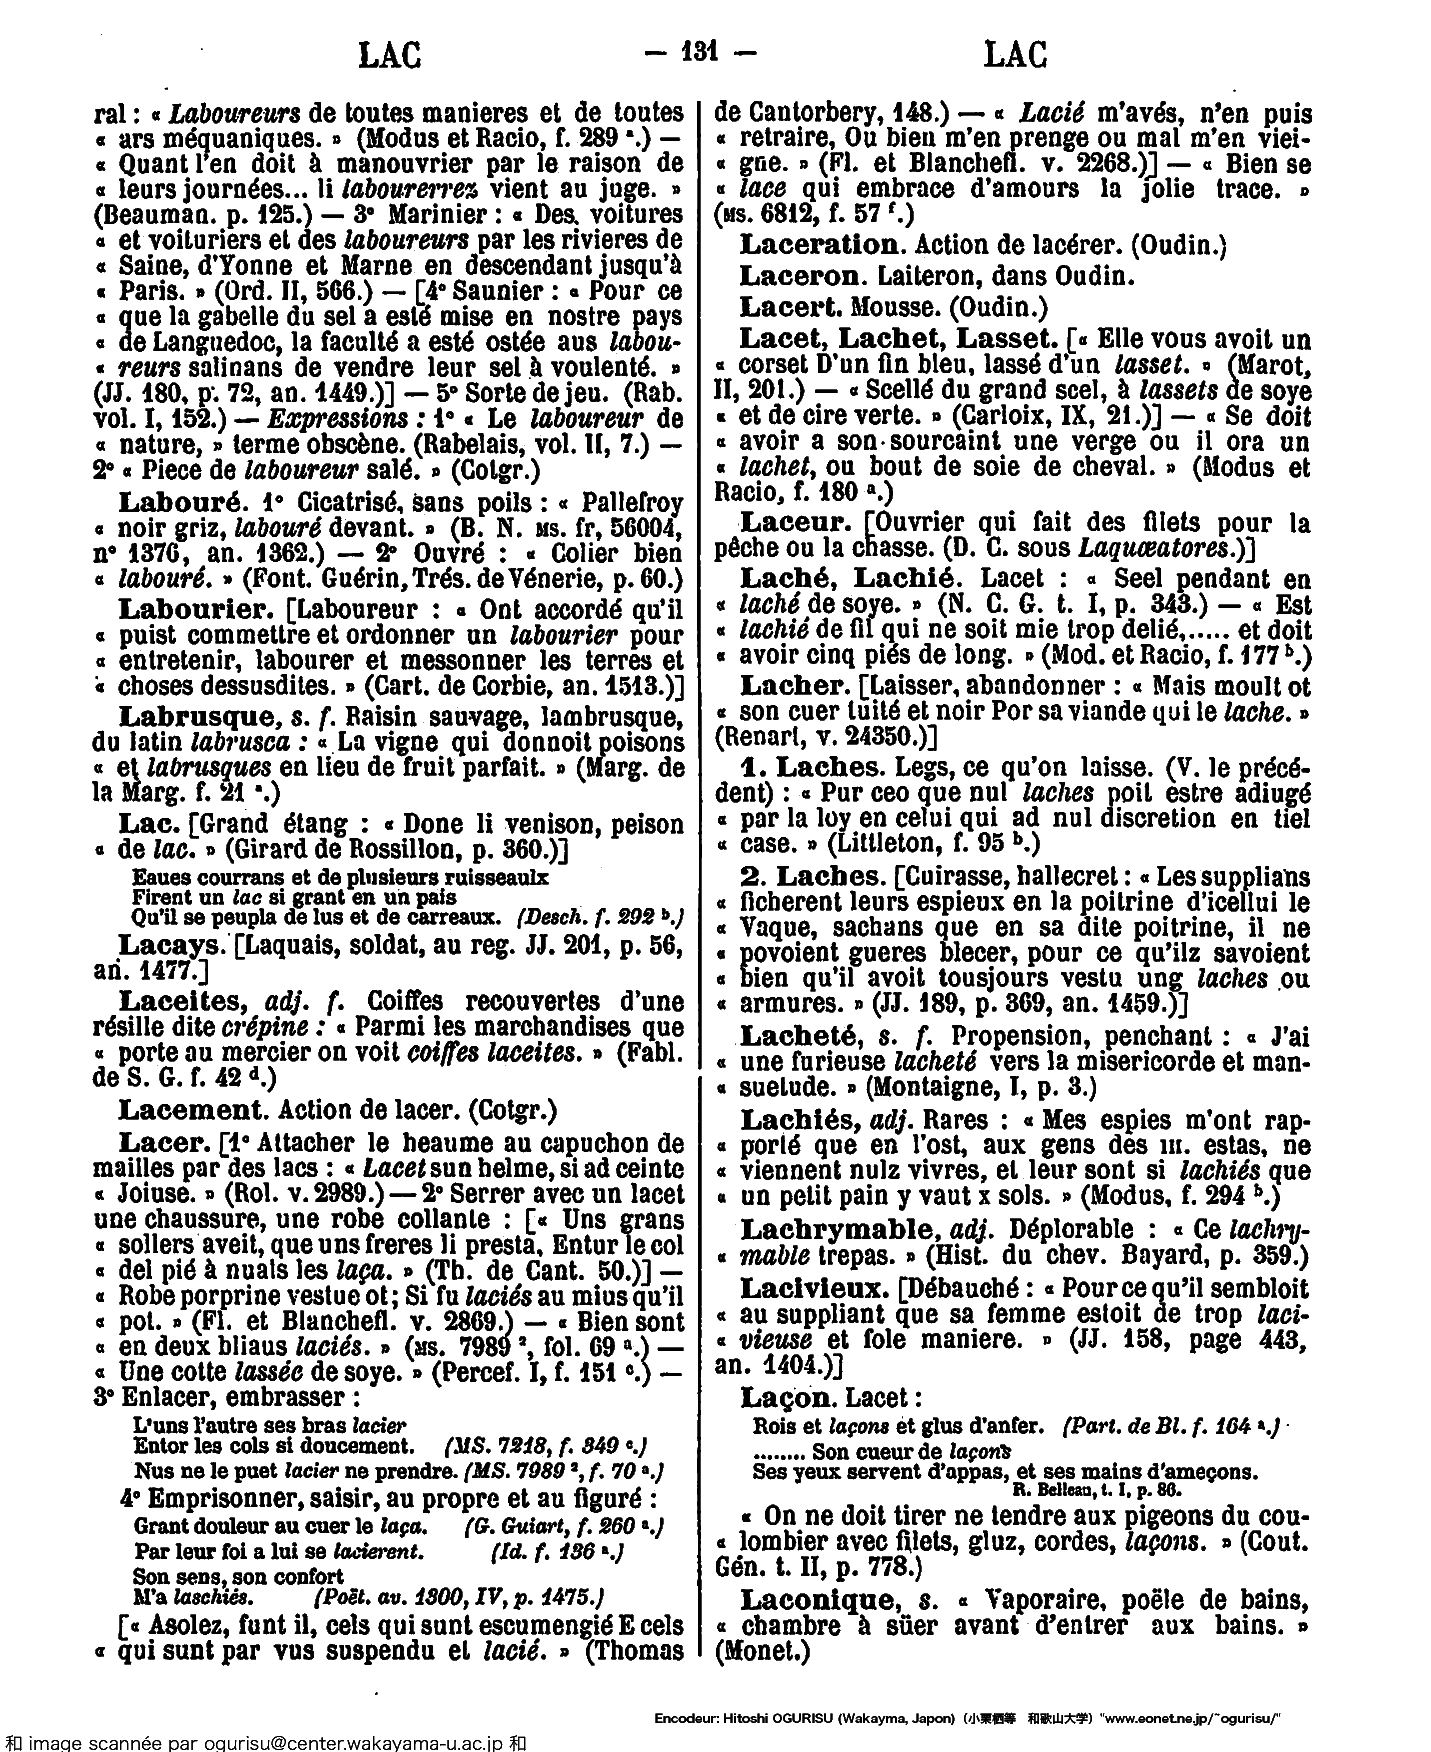 LAC — 131 — LAC
ral : « Laboureurs de toutes manieres et de toutes
« ars méquaniques. » (Modus et Racio, f. 289 a.) —
« Quant l'en doit à manouvrier par le raison de
« leurs journées... li labourerrez vient au juge. »
(Beauman. p. 125.) — 3° Marinier : « Des voitures
« et voituriers et des laboureurs par les rivieres de
« Saine, d'Yonne et Marne en descendant jusqu'à
« Paris. » (Ord. II, 566.) — [4° Saunier : « Pour ce
« que la gabelle du sel a esté mise en nostre pays
« de Languedoc, la faculté a esté ostée aus labou-
« reurs salinans de vendre leur sel à voulenté. »
(JJ. 180, p. 72, an. 1449.)] — 5° Sorte de jeu. (Rab.
vol. I, 152.) — Expressions : 1° « Le laboureur de
« nature, » terme obscène. (Rabelais, vol. II, 7.) —
2° « Piece de laboureur salé. » (Cotgr.)
Labouré. 1° Cicatrisé, sans poils : « Pallefroy
« noir griz, labouré devant. » (B. N. MS. fr, 56004,
n° 1376, an. 1362.) — 2° Ouvré : « Colier bien
« labouré. » (Font. Guérin, Trés. de Vénerie, p. 60.)
Labourier. [Laboureur : « Ont accordé qu'il
« puist commettre et ordonner un labourier pour
« entretenir, labourer et messonner les terres et
« choses dessusdites. » (Cart. de Corbie, an. 1513.)]
Labrusque, s. f. Raisin sauvage, lambrusque,
du latin labrusca : « La vigne qui donnoit poisons
« et labrusques en lieu de fruit parfait. » (Marg. de
la Marg. f. 21 a.)
Lac. [Grand étang : « Done li venison, peison
« de lac. » (Girard de Rossillon, p. 360.)]
Eaues courrans et de plusieurs ruisseaulx
Firent un lac si grant en un pais
Qu'il se peupla de lus et de carreaux. (Desch. f. 292 b.)
Lacays. [Laquais, soldat, au reg. JJ. 201, p. 56,
an. 1477.]
Laceites, adj. f. Coiffes recouvertes d'une
résille dite crépine : « Parmi les marchandises que
« porte au mercier on voit coiffes laceites. » (Fabl.
de S. G. f. 42 d.)
Lacement. Action de lacer. (Cotgr.)
Lacer. [1° Attacher le heaume au capuchon de
mailles par des lacs : « Lacet sun helme, si ad ceinte
« Joiuse. » (Rol. v. 2989.) — 2° Serrer avec un lacet
une chaussure, une robe collante : [« Uns grans
« sollers aveit, que uns freres li presta, Entur le col
« del pié à nuals les laça. » (Th. de Cant. 50.)] —
« Robe porprine vestue ot; Si fu laciés au mius qu'il
« pot. » (Fl. et Blanchefl. v. 2869.) — « Bien sont
« en deux bliaus laciés. » (MS. 7989 2, fol. 69 a.) —
« Une cotte lassée de soye. » (Percef. I, f. 151 c.) —
3° Enlacer, embrasser :
L'uns l'autre ses bras lacier
Entor les cols si doucement. (MS. 7218, f. 349 c.)
Nus ne le puet lacier ne prendre. (MS. 7989 2, f. 70 a.)
4° Emprisonner, saisir, au propre et au figuré :
Grant douleur au cuer le laça. (G. Guiart, f. 260 a.)
Par leur foi a lui se lacierent. (Id. f. 136 a.)
Son sens, son confort
M'a laschiés. (Poët. av. 1300, IV, p. 1475.)
[« Asolez, funt il, cels qui sunt escumengié E cels
« qui sunt par vus suspendu et lacié. » (Thomas
de Cantorbery, 148.) — « Lacié m'avés, n'en puis
« retraire, Ou bien m'en prenge ou mal m'en viei-
« gne. » (Fl. et Blanchefl. v. 2268.)] — « Bien se
« lace qui embrace d'amours la jolie trace. »
(MS. 6812, f. 57 f.)
Laceration. Action de lacérer. (Oudin.)
Laceron. Laiteron, dans Oudin.
Lacert. Mousse. (Oudin.)
Lacet, Lachet, Lasset. [« Elle vous avoit un
« corset D'un fin bleu, lassé d'un lasset. » (Marot,
II, 201.) — « Scellé du grand scel, à lassets de soye
« et de cire verte. » (Carloix, IX, 21.)] — « Se doit
« avoir a son sourcaint une verge ou il ora un
« lachet, ou bout de soie de cheval. » (Modus et
Racio, f. 180 a.)
Laceur. [Ouvrier qui fait des filets pour la
pêche ou la chasse. (D. C. sous Laquœatores.)]
Laché, Lachié. Lacet : « Seel pendant en
« laché de soye. » (N. C. G. t. I, p. 343.) — « Est
« lachié de fil qui ne soit mie trop delié,..... et doit
« avoir cinq piés de long. » (Mod. et Racio, f. 177 b.)
Lacher. [Laisser, abandonner : « Mais moult ot
« son cuer tuité et noir Por sa viande qui le lache. »
(Renart, v. 24350.)]
1. Laches. Legs, ce qu'on laisse. (V. le précé-
dent) : « Pur ceo que nul laches poit estre adiugé
« par la loy en celui qui ad nul discretion en tiel
« case. » (Littleton, f. 95 b.)
2. Laches. [Cuirasse, hallecret : « Les supplians
« ficherent leurs espieux en la poitrine d'icellui le
« Vaque, sachans que en sa dite poitrine, il ne
« povoient gueres blecer, pour ce qu'ilz savoient
« bien qu'il avoit tousjours vestu ung laches ou
« armures. » (JJ. 189, p. 369, an. 1459.)]
Lacheté, s. f. Propension, penchant : « J'ai
« une furieuse lacheté vers la misericorde et man-
« suetude. » (Montaigne, I, p. 3.)
Lachiés, adj. Rares : « Mes espies m'ont rap-
« porté que en l'ost, aux gens des III. estas, ne
« viennent nulz vivres, et leur sont si lachiés que
« un petit pain y vaut x sols. » (Modus, f. 294 b.)
Lachrymable, adj. Déplorable : « Ce lachry-
« mable trepas. » (Hist. du chev. Bayard, p. 359.)
Lacivieux. [Débauché : « Pour ce qu'il sembloit
« au suppliant que sa femme estoit de trop laci-
« vieuse et fole maniere. » (JJ. 158, page 443,
an. 1404.)]
Laçon. Lacet :
Rois et laçons et glus d'anfer. (Part. de Bl. f. 164 a.)
........ Son cueur de laçons
Ses yeux servent d'appas, et ses mains d'ameçons.
R. Belleau, t. I, p. 86.
« On ne doit tirer ne tendre aux pigeons du cou-
« lombier avec filets, gluz, cordes, laçons. » (Cout.
Gén. t. II, p. 778.)
Laconique, s. « Vaporaire, poële de bains,
« chambre à süer avant d'entrer aux bains. »
(Monet.)
Encodeur: Hitoshi OGURISU (Wakayma, Japon) (小栗栖等 和歌山大学) "www.eonet.ne.jp/~ogurisu/"
和 image scannée par ogurisu@center.wakayama-u.ac.jp 和